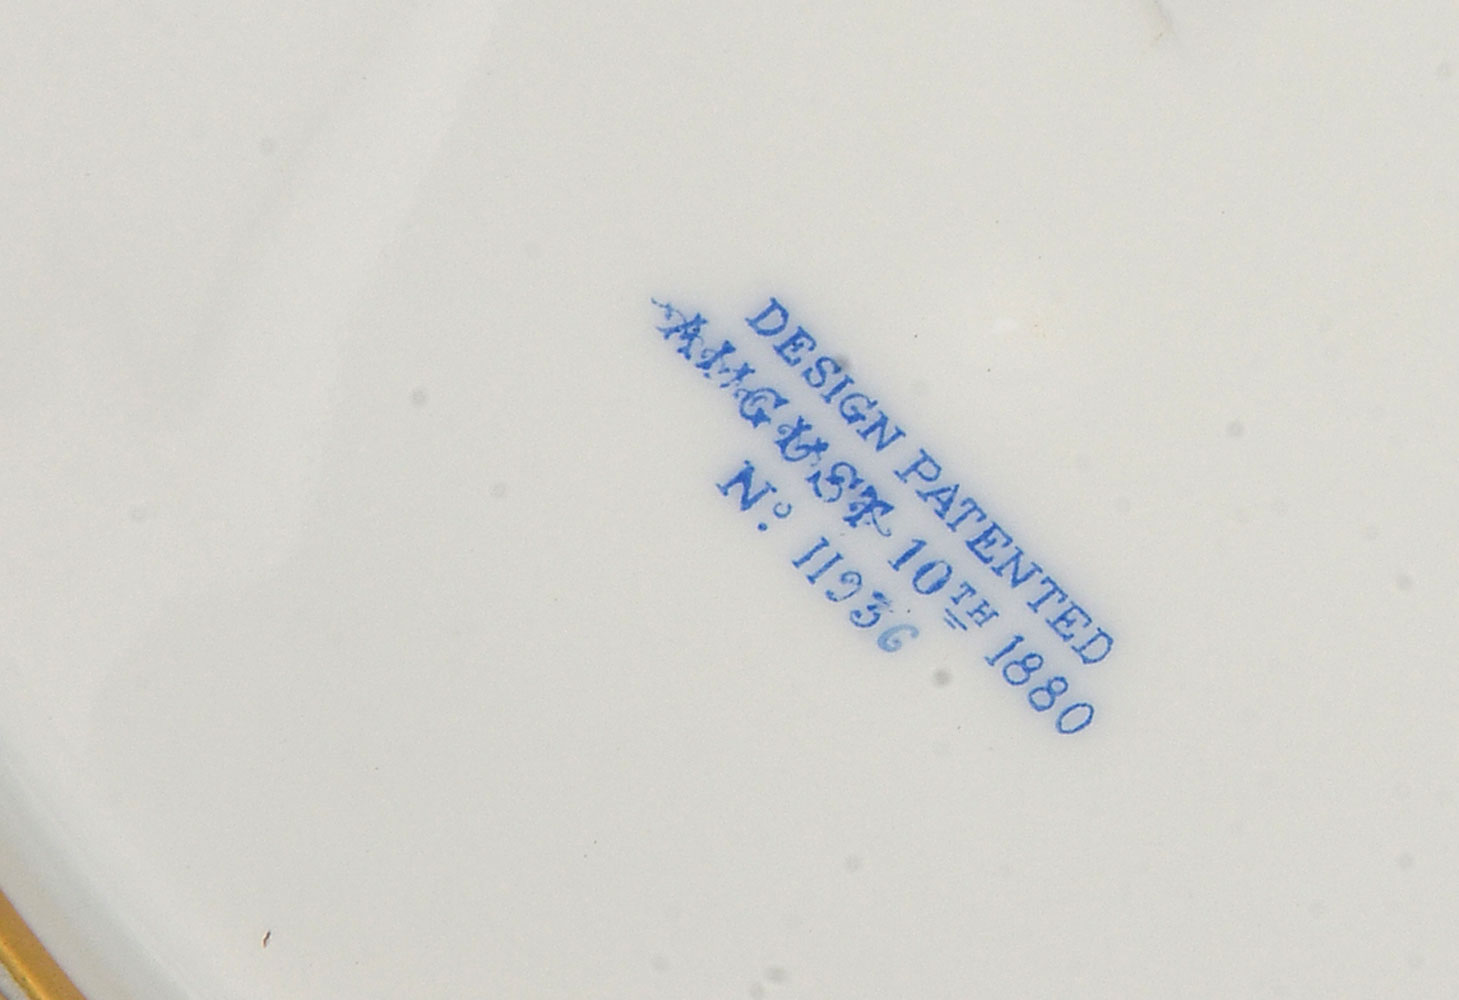 DESIGN PATENTED
AUGUST 10TH 1880
No: 11936